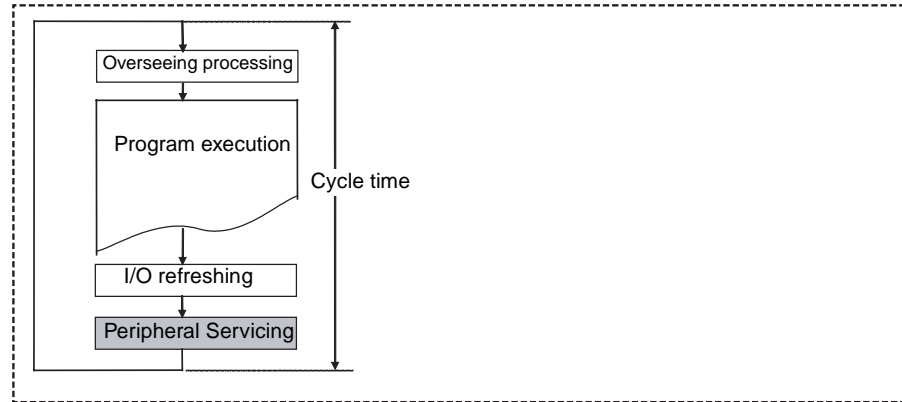 Overseeing processing
Program execution
Cycle time
I/O refreshing
Peripheral Servicing